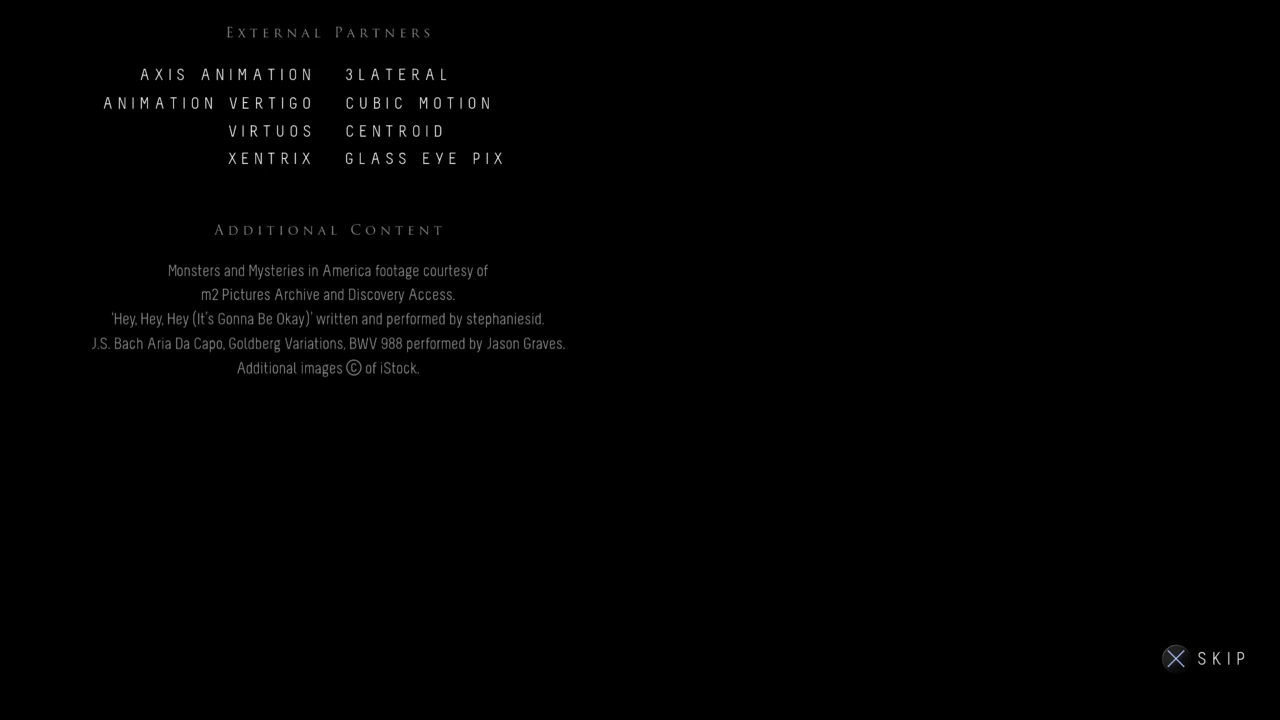 External Partners
AXIS ANIMATION 3LATERAL
ANIMATION VERTIGO CUBIC MOTION
VIRTUOS CENTROID
XENTRIX GLASS EYE PIX
Additional Content
Monsters and Mysteries in America footage courtesy of
m2 Pictures Archive and Discovery Access.
'Hey, Hey, Hey (It's Gonna Be Okay)' written and performed by stephaniesid.
J.S. Bach Aria Da Capo, Goldberg Variations, BWV 988 performed by Jason Graves.
Additional images © of iStock.
SKIP